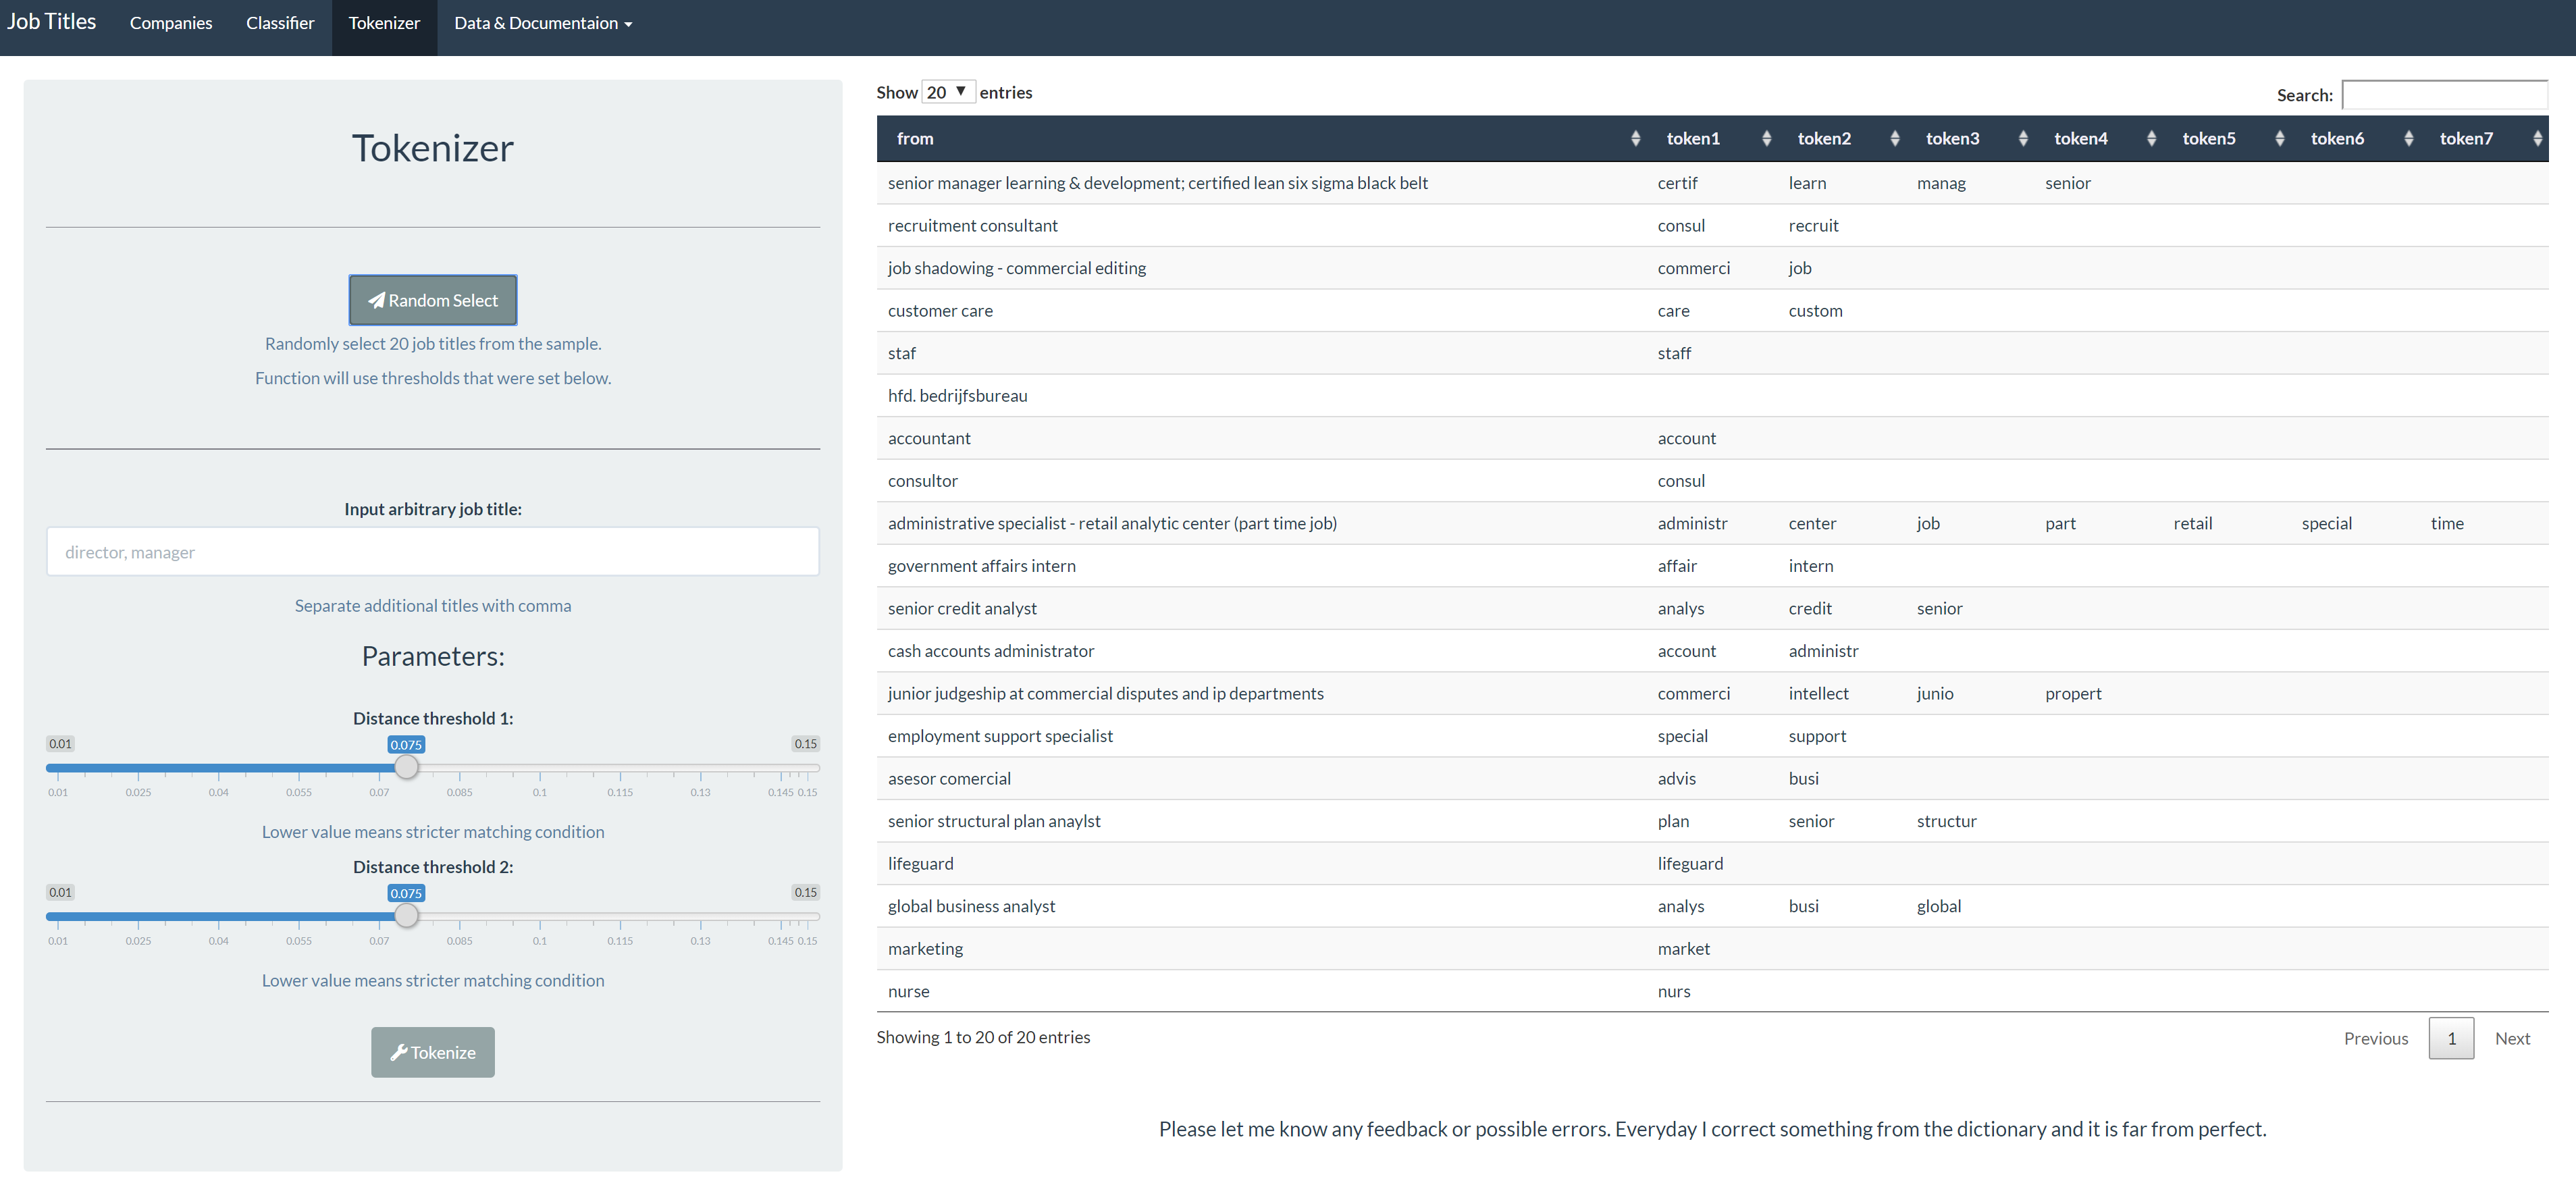 Job Titles Companies Classifier Tokenizer Data & Documentaion
Tokenizer
Random Select
Randomly select 20 job titles from the sample.
Function will use thresholds that were set below.
Input arbitrary job title:
director, manager
Separate additional titles with comma
Parameters:
Distance threshold 1:
0.01 0.075 0.15
0.01 0.025 0.04 0.055 0.07 0.085 0.1 0.115 0.13 0.145 0.15
Lower value means stricter matching condition
Distance threshold 2:
0.01 0.075 0.15
0.01 0.025 0.04 0.055 0.07 0.085 0.1 0.115 0.13 0.145 0.15
Lower value means stricter matching condition
Tokenize
Show 20 entries
Search:
from token1 token2 token3 token4 token5 token6 token7
senior manager learning & development; certified lean six sigma black belt certif learn manag senior
recruitment consultant consul recruit
job shadowing - commercial editing commerci job
customer care care custom
staf staff
hfd. bedrijfsbureau
accountant account
consultor consul
administrative specialist - retail analytic center (part time job) administr center job part retail special time
government affairs intern affair intern
senior credit analyst analys credit senior
cash accounts administrator account administr
junior judgeship at commercial disputes and ip departments commerci intellect junio propert
employment support specialist special support
asesor comercial advis busi
senior structural plan anaylst plan senior structur
lifeguard lifeguard
global business analyst analys busi global
marketing market
nurse nurs
Showing 1 to 20 of 20 entries
Previous 1 Next
Please let me know any feedback or possible errors. Everyday I correct something from the dictionary and it is far from perfect.